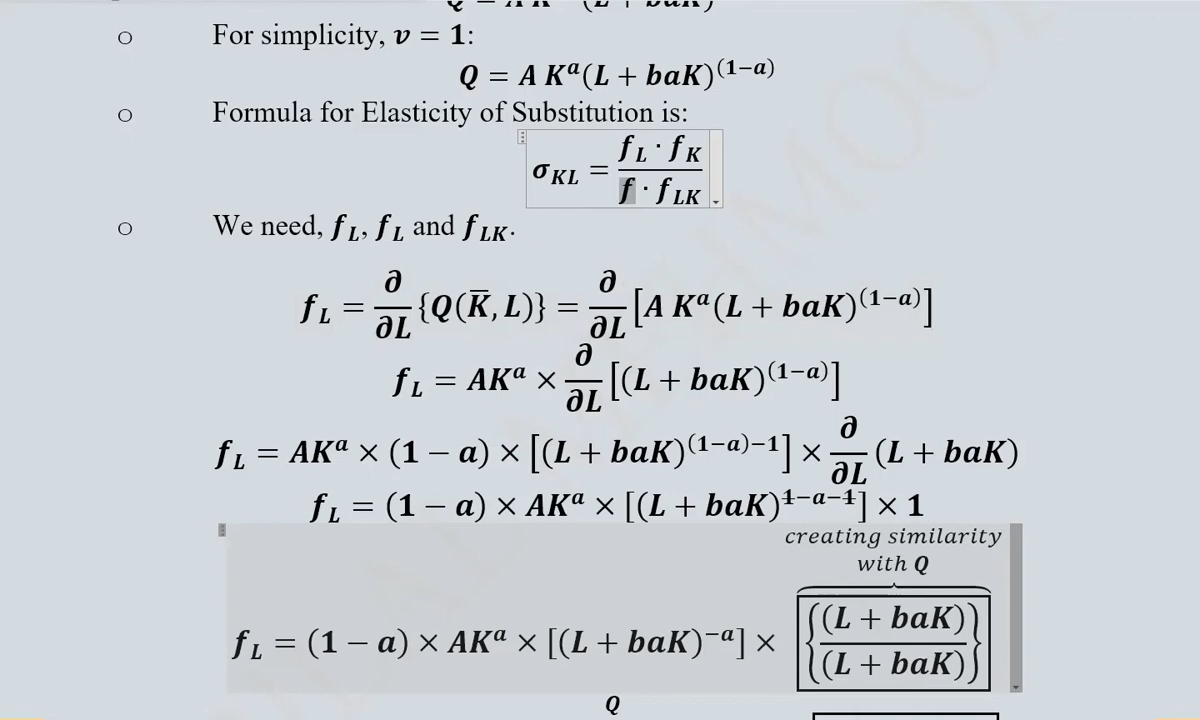 ○ For simplicity, v = 1:
Q = A K^a(L + baK)^(1−a)
○ Formula for Elasticity of Substitution is:
σ_KL = (f_L · f_K)/(f · f_LK)
○ We need, f_L, f_L and f_LK.
f_L = ∂/∂L {Q(K̅, L)} = ∂/∂L [A K^a(L + baK)^(1−a)]
f_L = AK^a × ∂/∂L [(L + baK)^(1−a)]
f_L = AK^a × (1 − a) × [(L + baK)^(1−a)−1] × ∂/∂L (L + baK)
f_L = (1 − a) × AK^a × [(L + baK)^1̶−a−1̶] × 1
creating similarity
with Q
f_L = (1 − a) × AK^a × [(L + baK)^−a] × {(L + baK)/(L + baK)}
Q